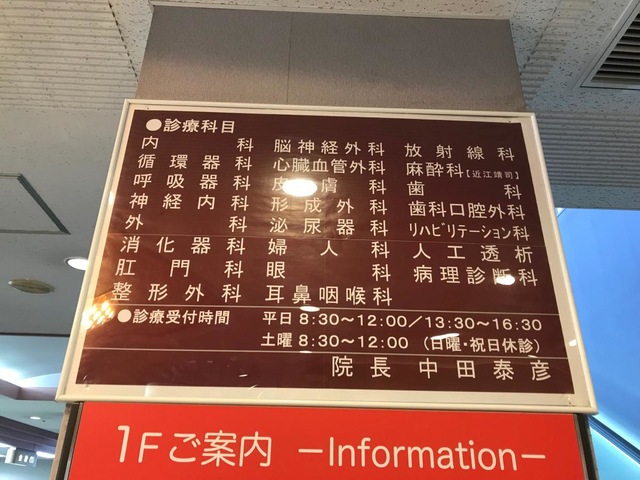 ●診療科目
内科 脳神経外科 放射線科
循環器科 心臓血管外科 麻酔科【近江靖司】
呼吸器科 皮膚科 歯科
神経内科 形成外科 歯科口腔外科
外科 泌尿器科 リハビリテーション科
消化器科 婦人科 人工透析
肛門科 眼科 病理診断科
整形外科 耳鼻咽喉科
●診療受付時間 平日 8:30～12:00/13:30～16:30
土曜 8:30～12:00 (日曜・祝日休診)
院長 中田泰彦
1Fご案内 －Information－